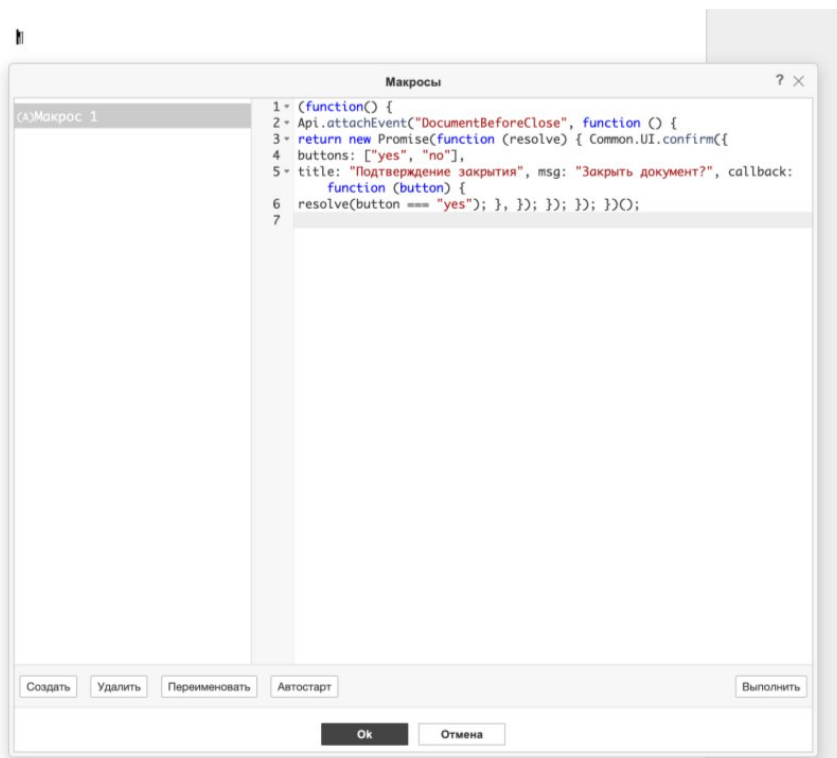 ¶
Макросы ? ×
(A)Макрос 1
1 (function() {
2 Api.attachEvent("DocumentBeforeClose", function () {
3 return new Promise(function (resolve) { Common.UI.confirm({
4 buttons: ["yes", "no"],
5 title: "Подтверждение закрытия", msg: "Закрыть документ?", callback:
function (button) {
6 resolve(button === "yes"); }, }); }); }); })();
7
Создать Удалить Переименовать Автостарт Выполнить
Ok Отмена